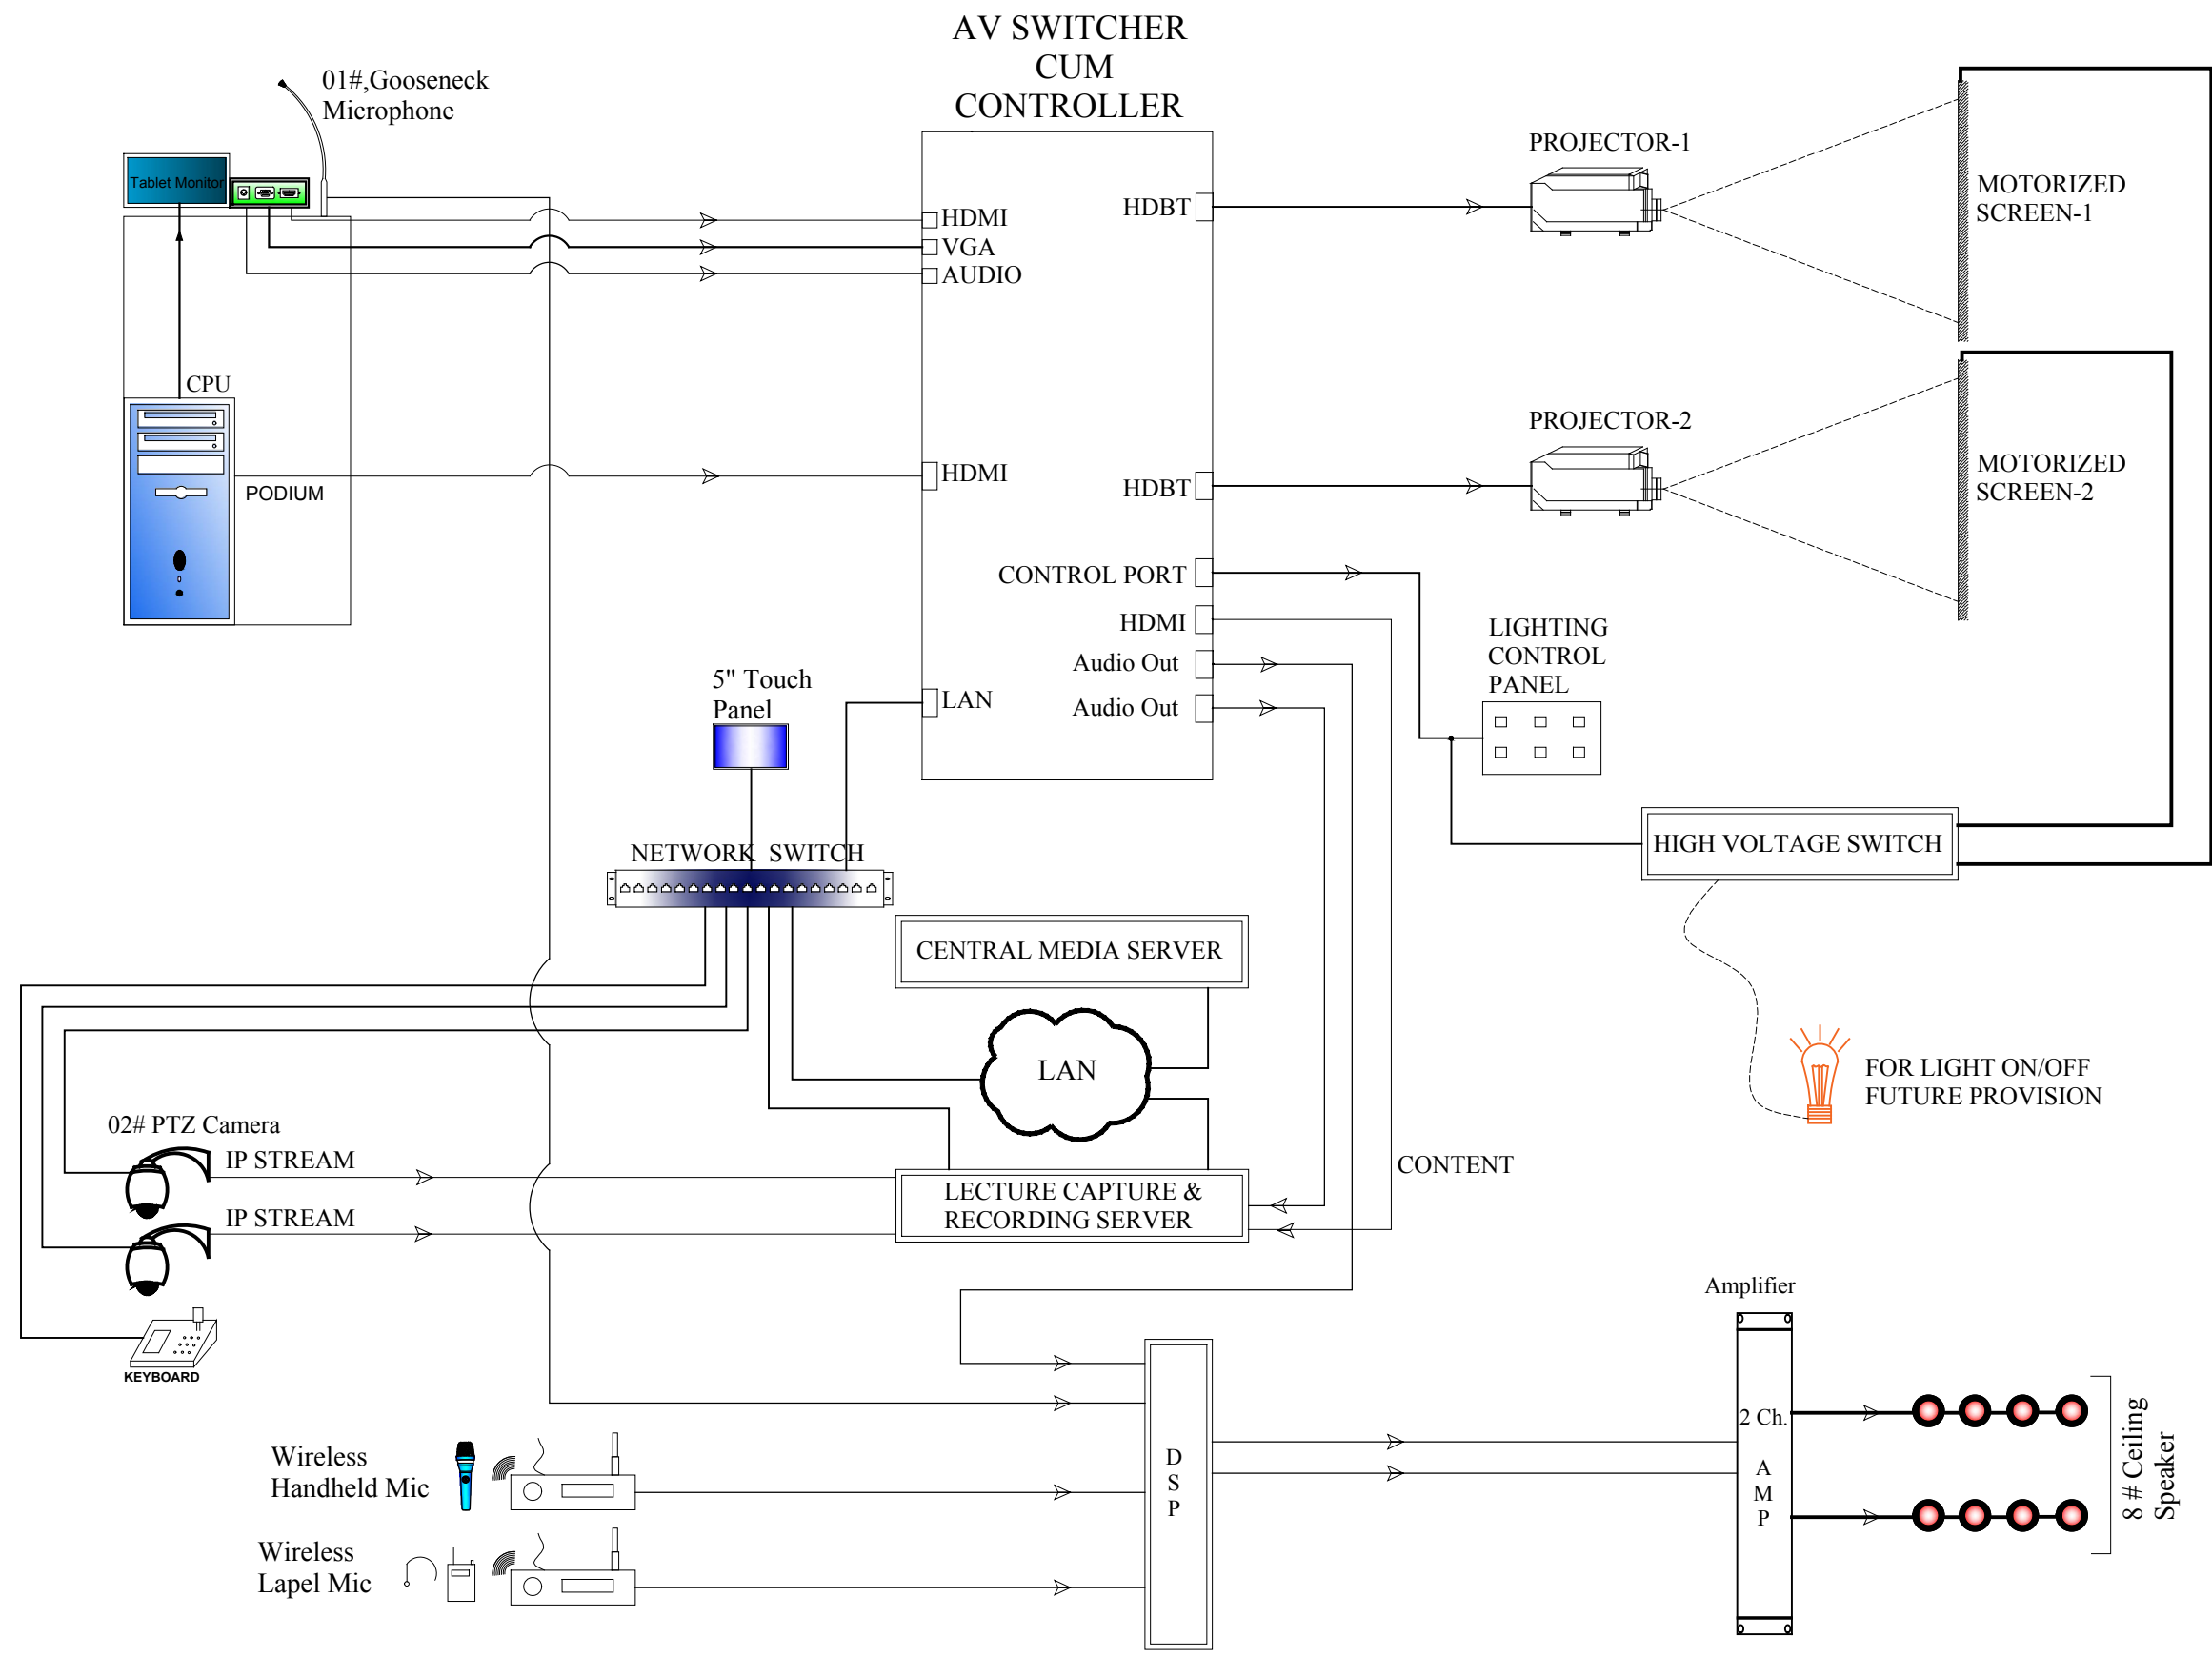 AV SWITCHER
CUM
CONTROLLER
01#,Gooseneck
Microphone
Tablet Monitor
HDMI
VGA
AUDIO
HDBT
PROJECTOR-1
MOTORIZED
SCREEN-1
CPU
PODIUM
HDMI
HDBT
PROJECTOR-2
MOTORIZED
SCREEN-2
CONTROL PORT
HDMI
Audio Out
Audio Out
LAN
5" Touch
Panel
LIGHTING
CONTROL
PANEL
NETWORK SWITCH
HIGH VOLTAGE SWITCH
CENTRAL MEDIA SERVER
LAN
FOR LIGHT ON/OFF
FUTURE PROVISION
02# PTZ Camera
IP STREAM
IP STREAM
KEYBOARD
LECTURE CAPTURE &
RECORDING SERVER
CONTENT
Amplifier
2 Ch.
A
M
P
8 # Ceiling
Speaker
D
S
P
Wireless
Handheld Mic
Wireless
Lapel Mic